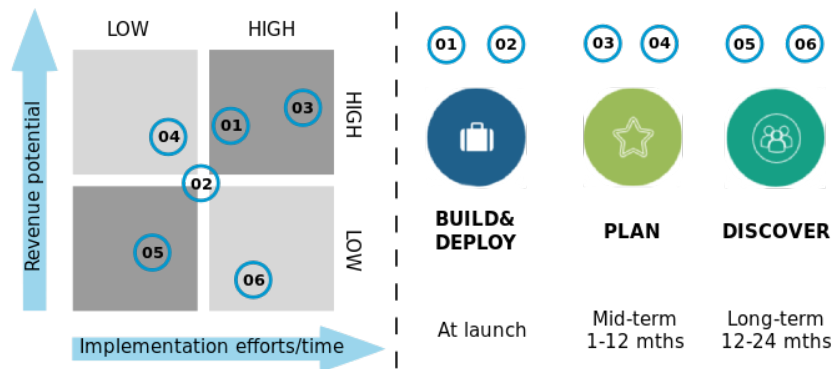 LOW HIGH
Revenue potential
04 01 03
HIGH
02
05 06
LOW
Implementation efforts/time
01 02 03 04 05 06
BUILD&
DEPLOY
PLAN
DISCOVER
At launch
Mid-term
1-12 mths
Long-term
12-24 mths